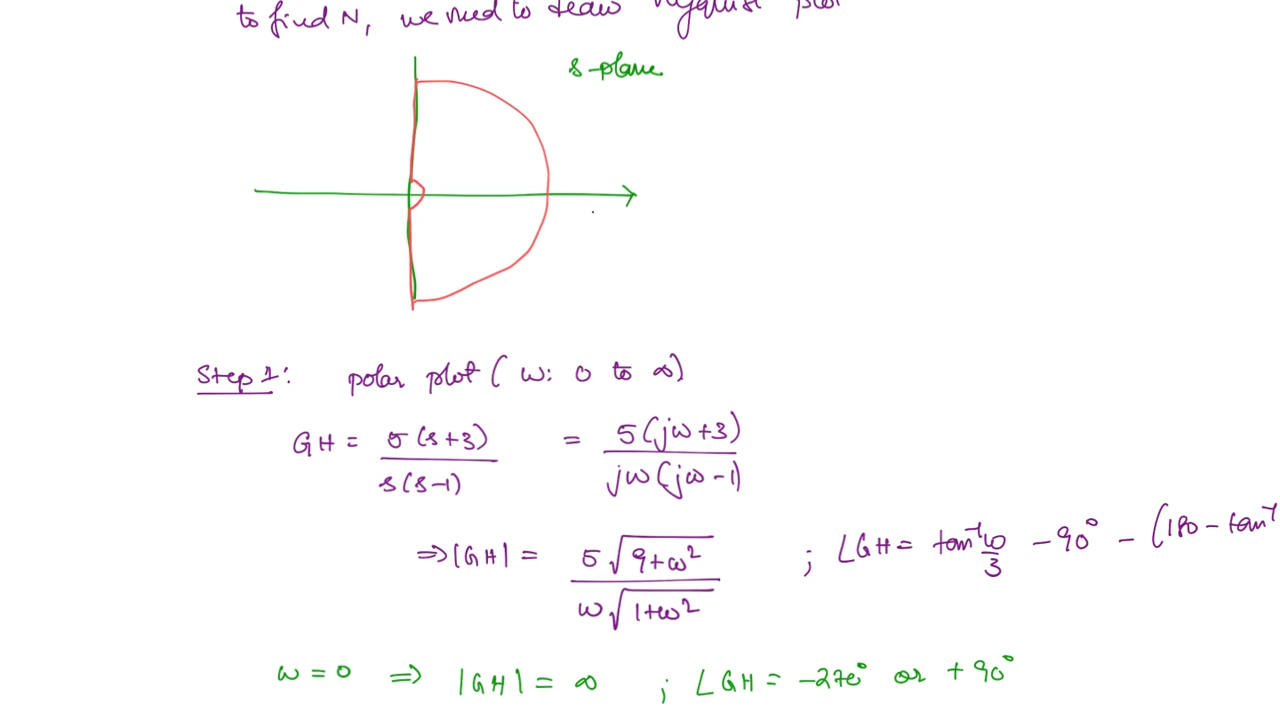 to find N, we need to draw Nyquist plot
s-plane
Step 1: polar plot ( ω: 0 to ∞)
GH = 5(s+3) / s(s-1) = 5(jω+3) / jω(jω-1)
⇒ |GH| = 5√(9+ω²) / ω√(1+ω²) ; ∠GH = tan⁻¹ ω/3 - 90° - (180 - tan⁻¹
ω = 0 ⇒ |GH| = ∞ ; ∠GH = -270° or +90°